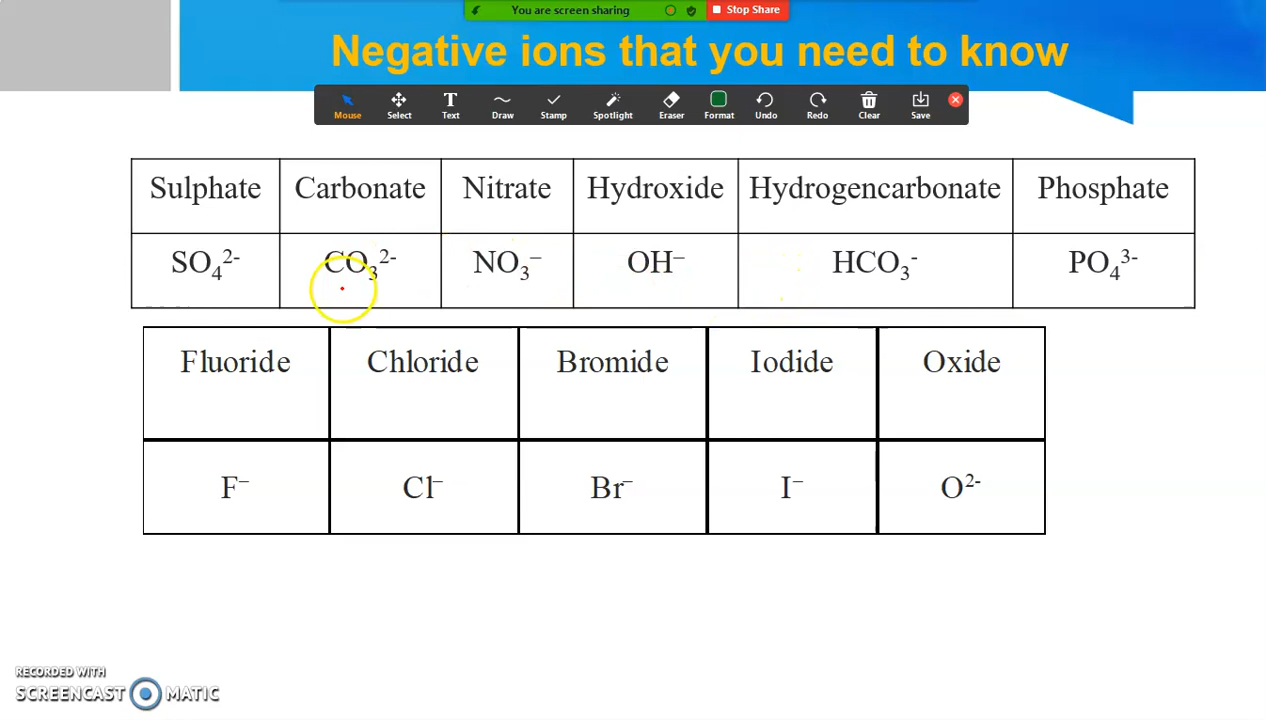 You are screen sharing Stop Share
Negative ions that you need to know
Mouse Select Text Draw Stamp Spotlight Eraser Format Undo Redo Clear Save
Sulphate Carbonate Nitrate Hydroxide Hydrogencarbonate Phosphate
SO₄²⁻ CO₃²⁻ NO₃⁻ OH⁻ HCO₃⁻ PO₄³⁻
Fluoride Chloride Bromide Iodide Oxide
F⁻ Cl⁻ Br⁻ I⁻ O²⁻
RECORDED WITH
SCREENCAST MATIC